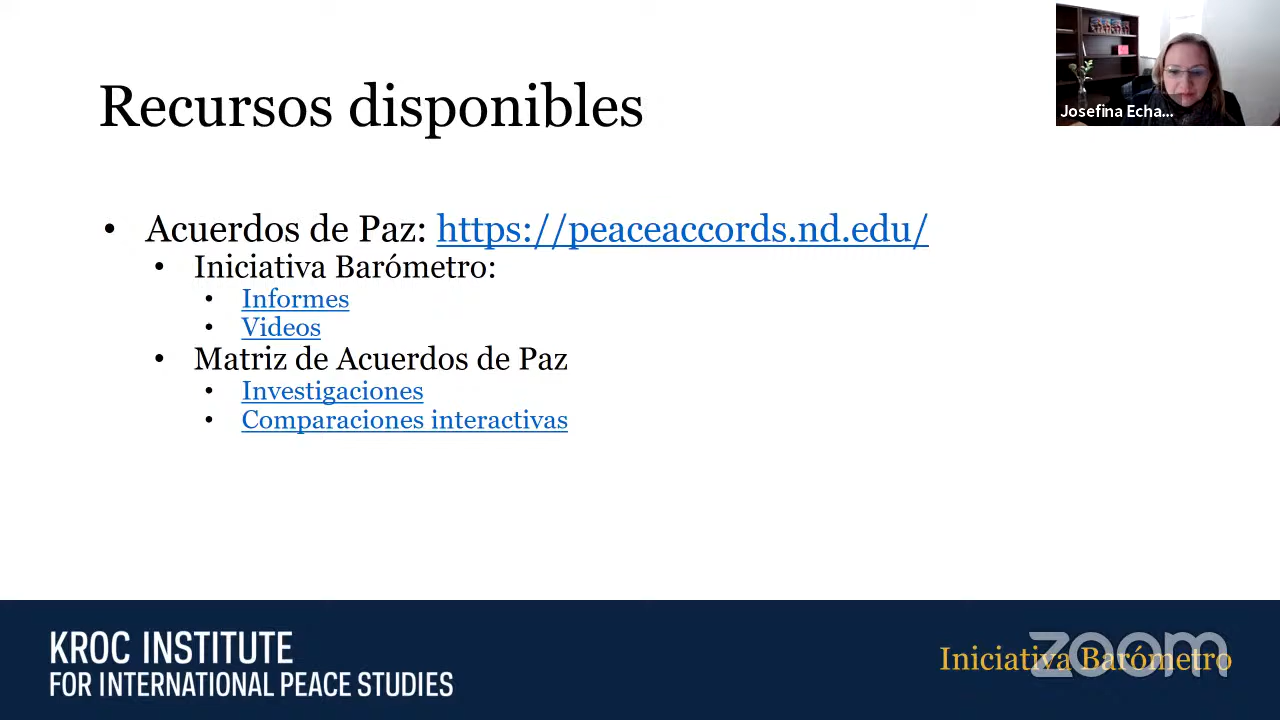 Recursos disponibles
Josefina Echa...
• Acuerdos de Paz: https://peaceaccords.nd.edu/
• Iniciativa Barómetro:
• Informes
• Videos
• Matriz de Acuerdos de Paz
• Investigaciones
• Comparaciones interactivas
KROC INSTITUTE
FOR INTERNATIONAL PEACE STUDIES
Iniciativa Barómetro
zoom